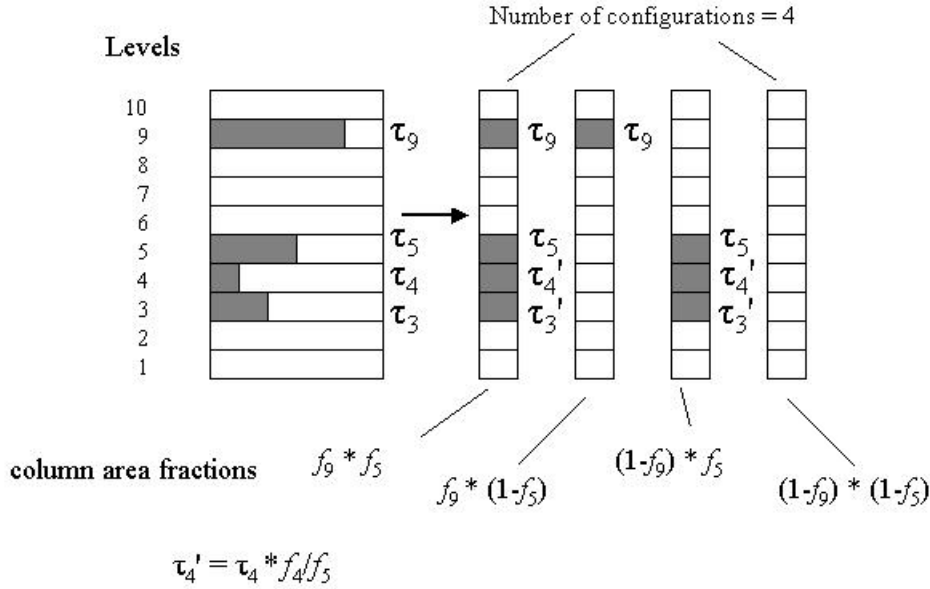 Number of configurations = 4
Levels
10
9
8
7
6
5
4
3
2
1
τ9
τ5
τ4
τ3
τ9
τ5
τ4'
τ3'
τ9
τ5
τ4'
τ3'
column area fractions
f9 * f5
f9 * (1-f5)
(1-f9) * f5
(1-f9) * (1-f5)
τ4' = τ4 * f4/f5